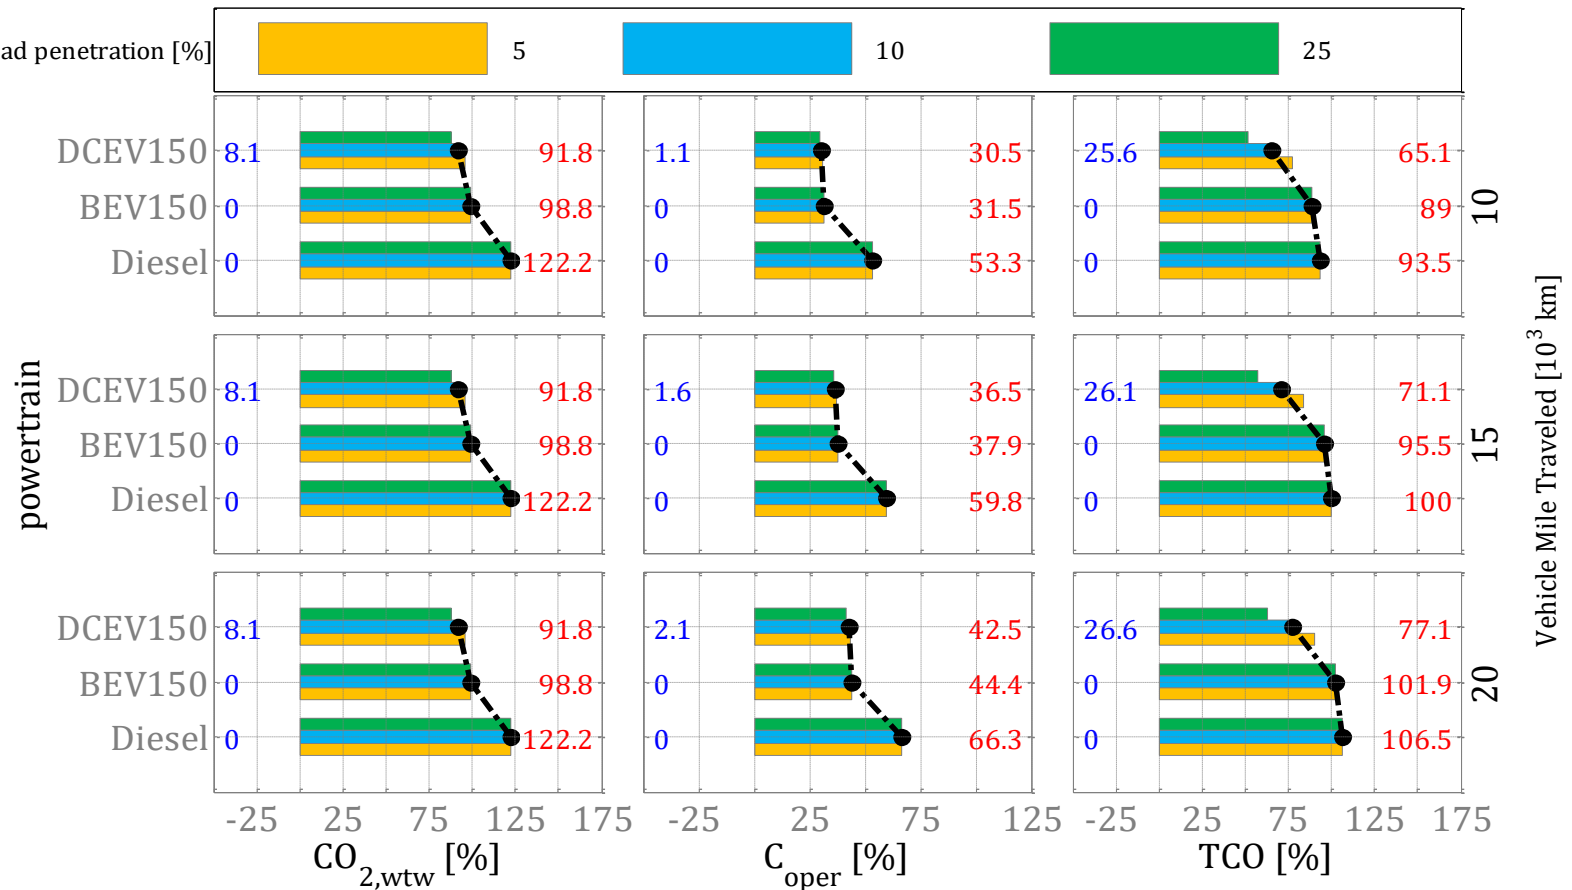 ad penetration [%] 5 10 25
DCEV150 8.1 91.8 1.1 30.5 25.6 65.1
BEV150 0 98.8 0 31.5 0 89
Diesel 0 122.2 0 53.3 0 93.5
10
DCEV150 8.1 91.8 1.6 36.5 26.1 71.1
BEV150 0 98.8 0 37.9 0 95.5
Diesel 0 122.2 0 59.8 0 100
15
DCEV150 8.1 91.8 2.1 42.5 26.6 77.1
BEV150 0 98.8 0 44.4 0 101.9
Diesel 0 122.2 0 66.3 0 106.5
20
powertrain
Vehicle Mile Traveled [10³ km]
-25 25 75 125 175 -25 25 75 125 -25 25 75 125 175
CO2,wtw [%] Coper [%] TCO [%]